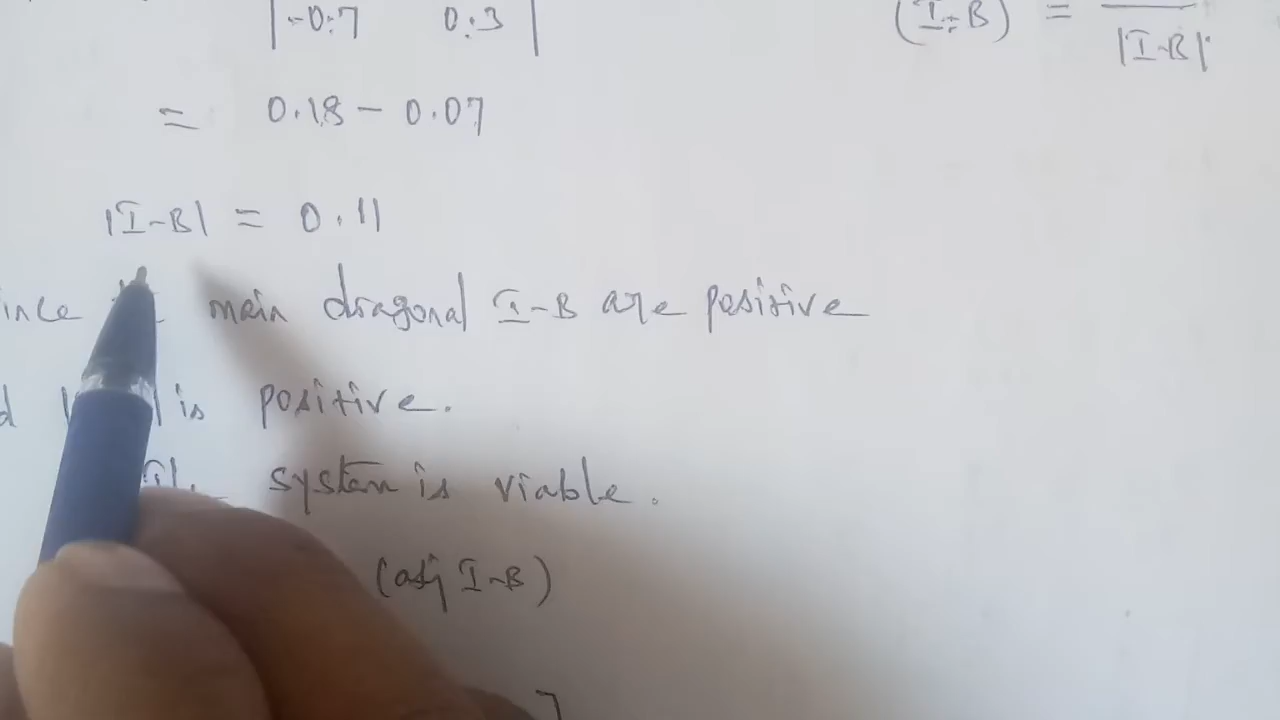 |-0.7 0.3|
(I-B) = 
|I-B|
= 0.18 - 0.07
|I-B| = 0.11
main diagonal I-B are positive
is positive.
system is viable.
(adj I-B)
]